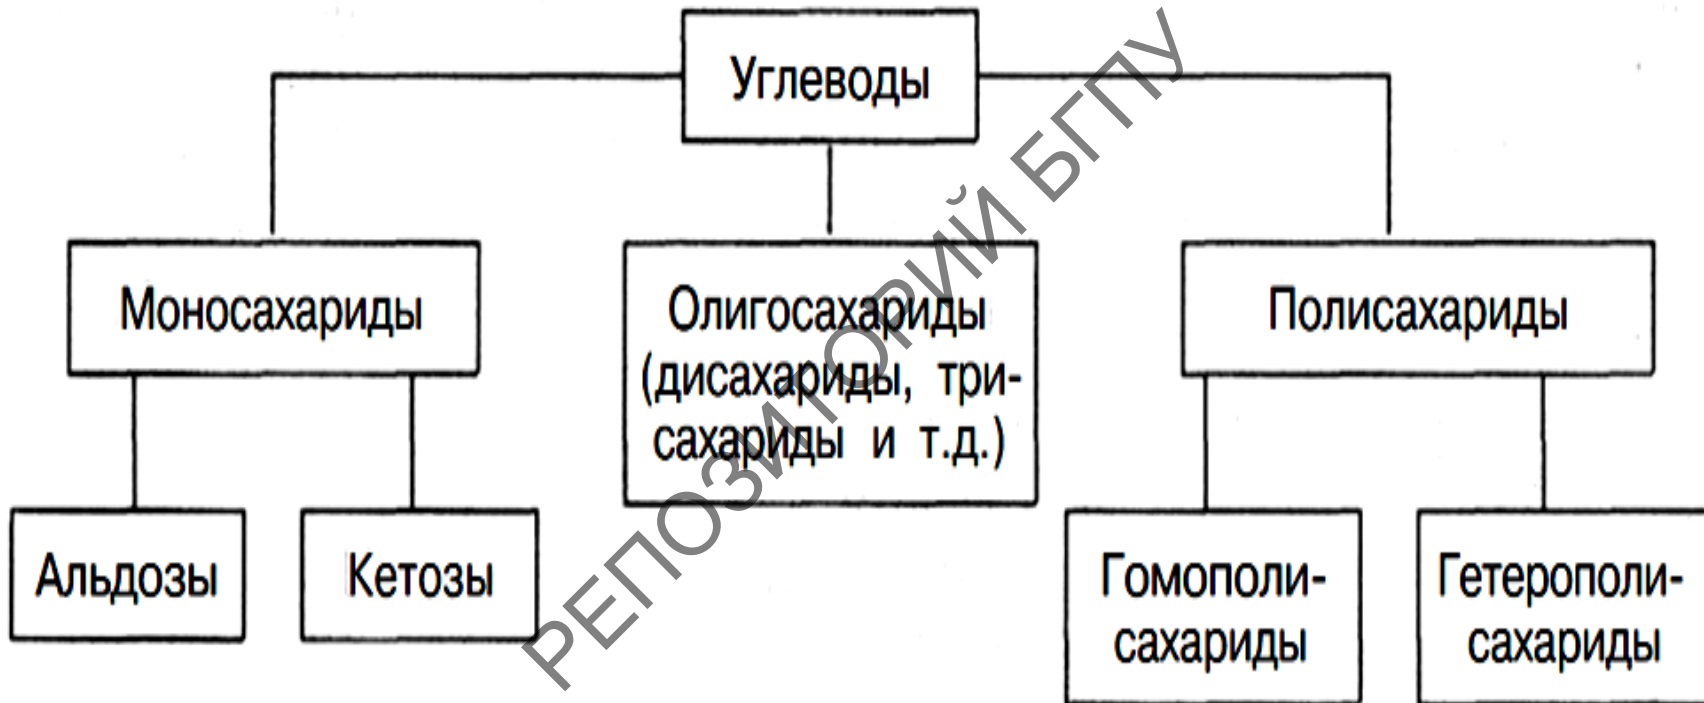 Углеводы
Моносахариды
Олигосахариды
(дисахариды, три-
сахариды и т.д.)
Полисахариды
Альдозы
Кетозы
Гомополи-
сахариды
Гетерополи-
сахариды
РЕПОЗИТОРИЙ БГПУ